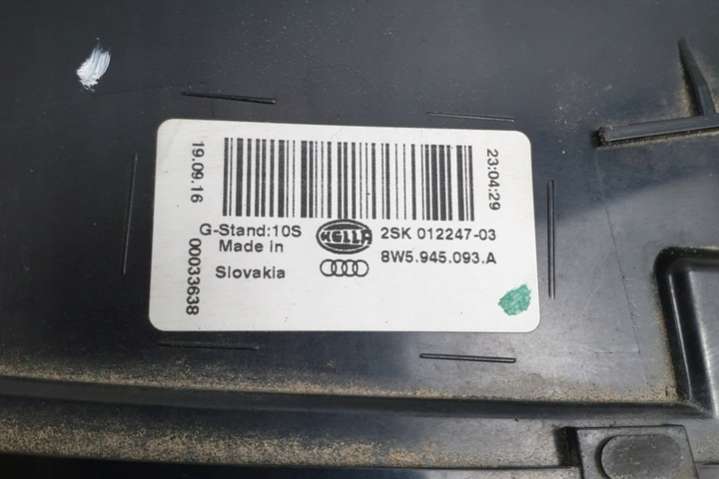 19.09.16
23:04:29
G-Stand:10S
HELLA
2SK 012247-03
Made in
8W5.945.093.A
Slovakia
00033638